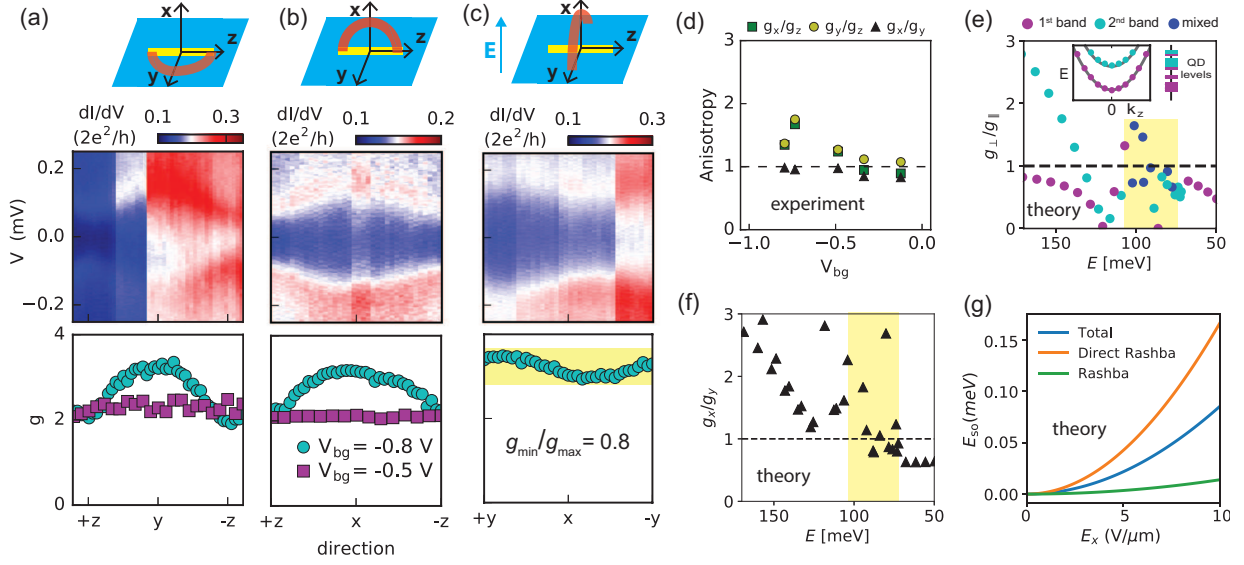 (a)
x
z
y
dI/dV
(2e²/h)
0.1
0.3
V (mV)
0.2
0.0
−0.2
g
4
2
0
+z
y
-z
(b)
x
z
y
dI/dV
(2e²/h)
0.1
0.2
V_bg = -0.8 V
V_bg = -0.5 V
+z
x
-z
direction
(c)
E
x
z
y
dI/dV
(2e²/h)
0.1
0.3
g_min/g_max = 0.8
+y
x
-y
(d)
g_x/g_z
g_y/g_z
g_x/g_y
Anisotropy
3
2
1
0
experiment
−1.0
−0.5
0.0
V_bg
(e)
1st band
2nd band
mixed
g_⊥/g_∥
3
2
1
0
E
0
k_z
QD
levels
theory
150
100
50
E [meV]
(f)
g_x/g_y
3
2
1
0
theory
150
100
50
E [meV]
(g)
E_so (meV)
0.15
0.10
0.05
0.00
Total
Direct Rashba
Rashba
theory
0
5
10
E_x (V/μm)